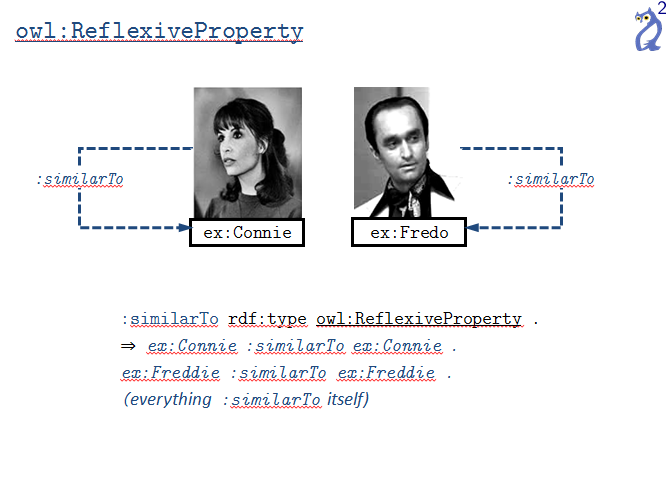 2
owl:ReflexiveProperty
:similarTo
:similarTo
ex:Connie
ex:Fredo
:similarTo rdf:type owl:ReflexiveProperty .
⇒ ex:Connie :similarTo ex:Connie .
ex:Freddie :similarTo ex:Freddie .
(everything :similarTo itself)